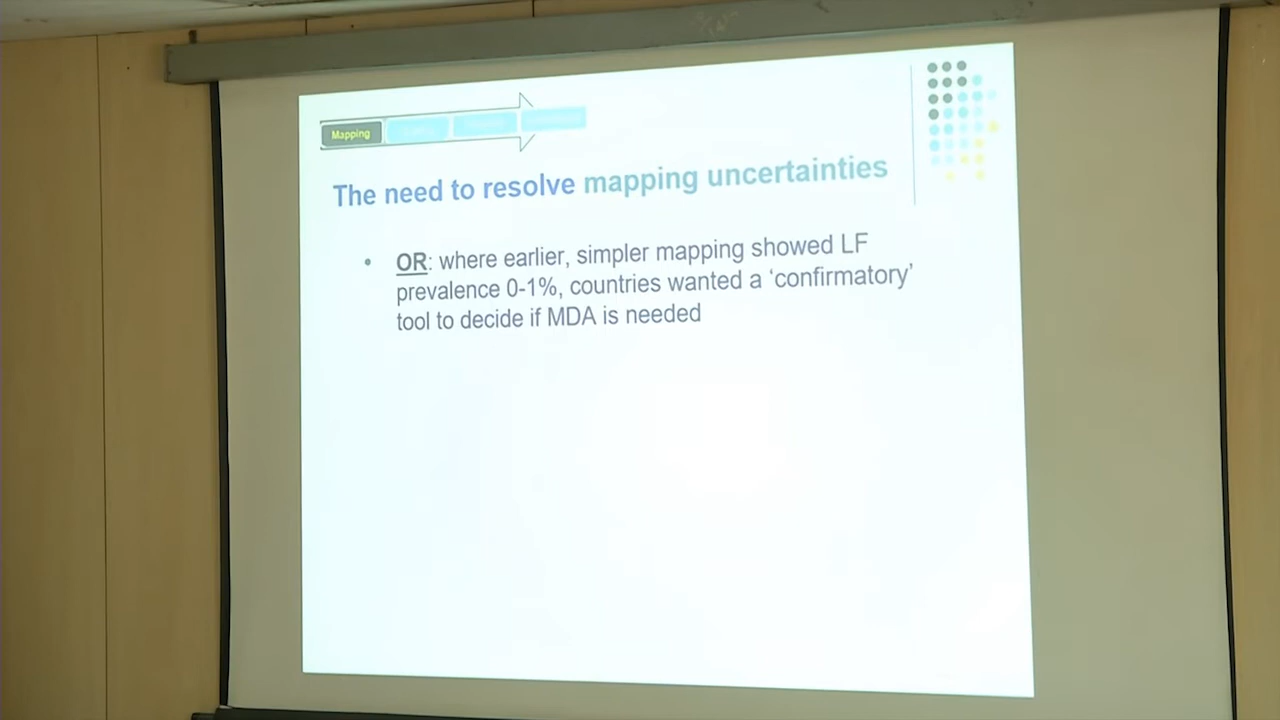 Mapping
The need to resolve mapping uncertainties
• OR: where earlier, simpler mapping showed LF
prevalence 0-1%, countries wanted a ‘confirmatory’
tool to decide if MDA is needed